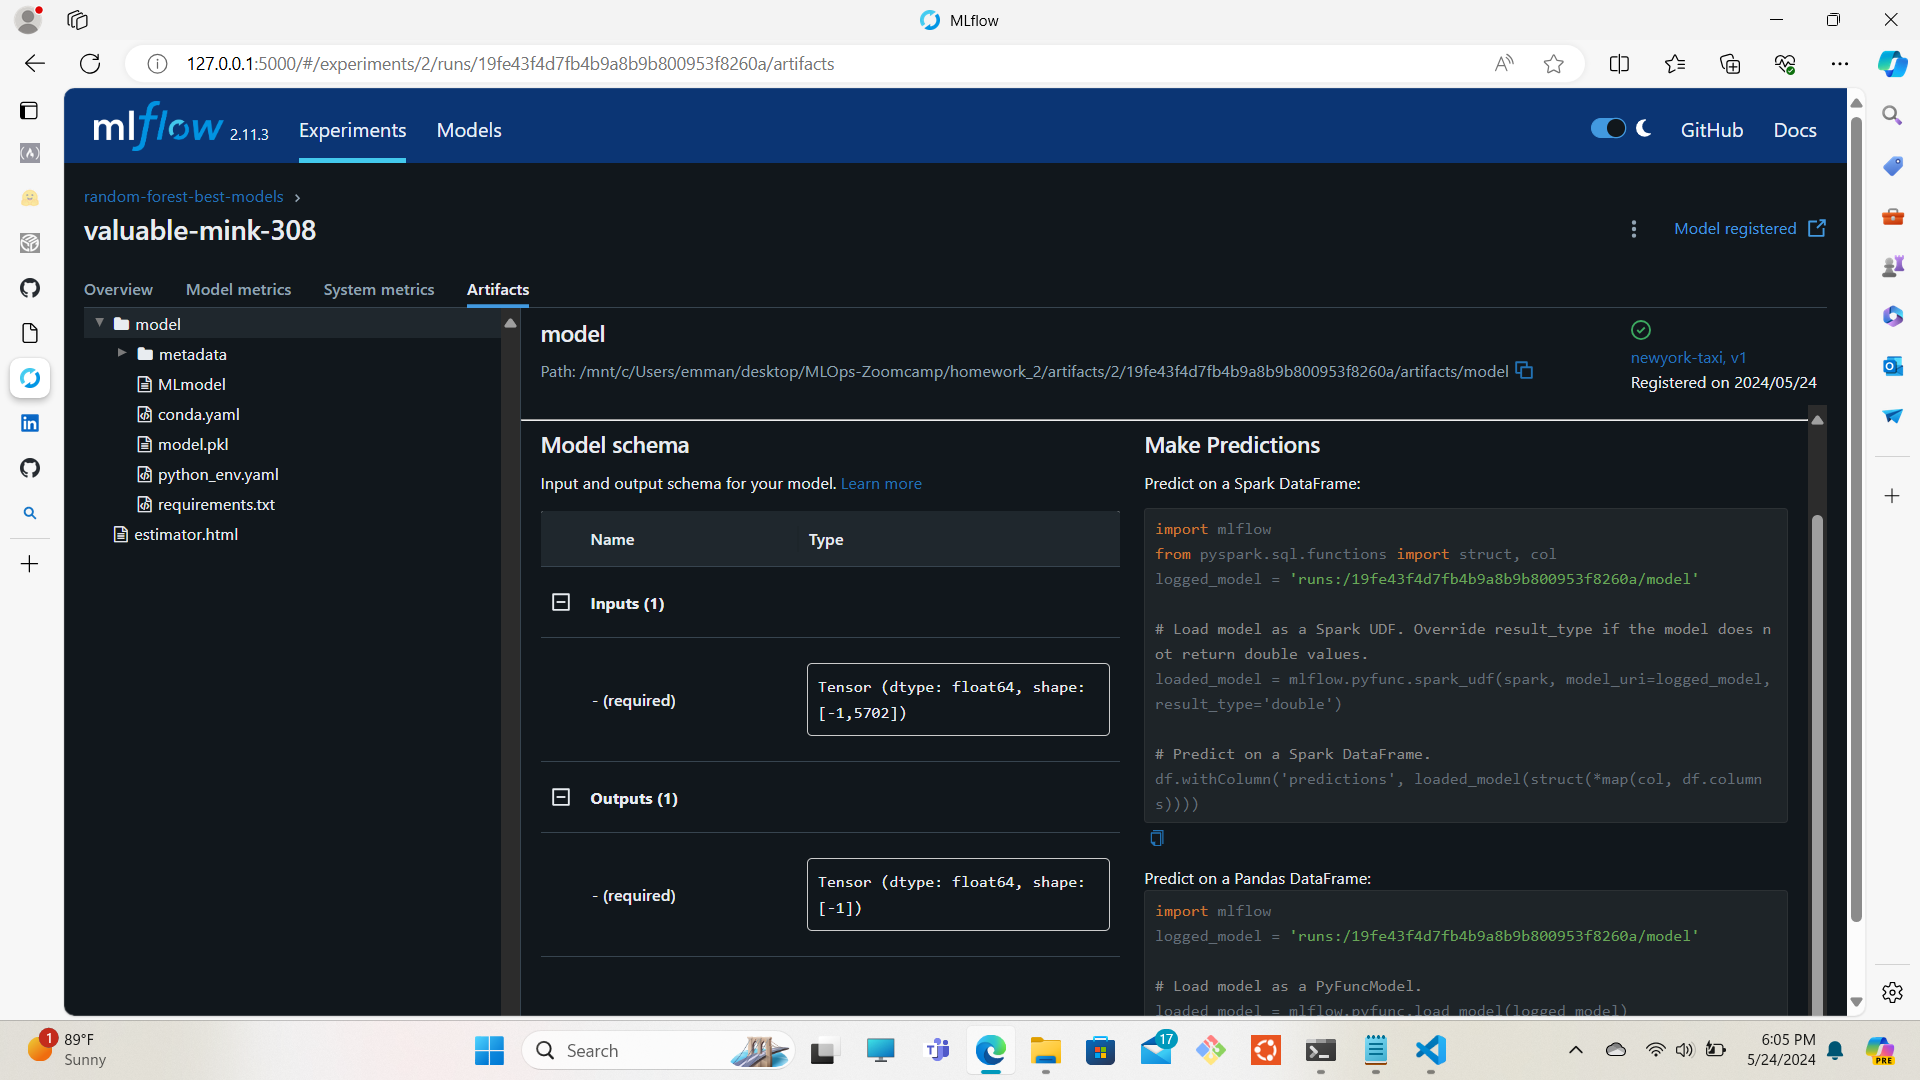 MLflow
127.0.0.1:5000/#/experiments/2/runs/19fe43f4d7fb4b9a8b9b800953f8260a/artifacts
mlflow 2.11.3 Experiments Models GitHub Docs
random-forest-best-models
valuable-mink-308
Model registered
Overview Model metrics System metrics Artifacts
model
metadata
MLmodel
conda.yaml
model.pkl
python_env.yaml
requirements.txt
estimator.html
model
Path: /mnt/c/Users/emman/desktop/MLOps-Zoomcamp/homework_2/artifacts/2/19fe43f4d7fb4b9a8b9b800953f8260a/artifacts/model
newyork-taxi, v1
Registered on 2024/05/24
Model schema
Input and output schema for your model. Learn more
Name Type
Inputs (1)
- (required)
Tensor (dtype: float64, shape:
[-1,5702])
Outputs (1)
- (required)
Tensor (dtype: float64, shape:
[-1])
Make Predictions
Predict on a Spark DataFrame:
import mlflow
from pyspark.sql.functions import struct, col
logged_model = 'runs:/19fe43f4d7fb4b9a8b9b800953f8260a/model'
# Load model as a Spark UDF. Override result_type if the model does n
ot return double values.
loaded_model = mlflow.pyfunc.spark_udf(spark, model_uri=logged_model,
result_type='double')
# Predict on a Spark DataFrame.
df.withColumn('predictions', loaded_model(struct(*map(col, df.column
s))))
Predict on a Pandas DataFrame:
import mlflow
logged_model = 'runs:/19fe43f4d7fb4b9a8b9b800953f8260a/model'
# Load model as a PyFuncModel.
loaded_model = mlflow.pyfunc.load_model(logged_model)
1
89°F
Sunny
Search
17
6:05 PM
5/24/2024
PRE